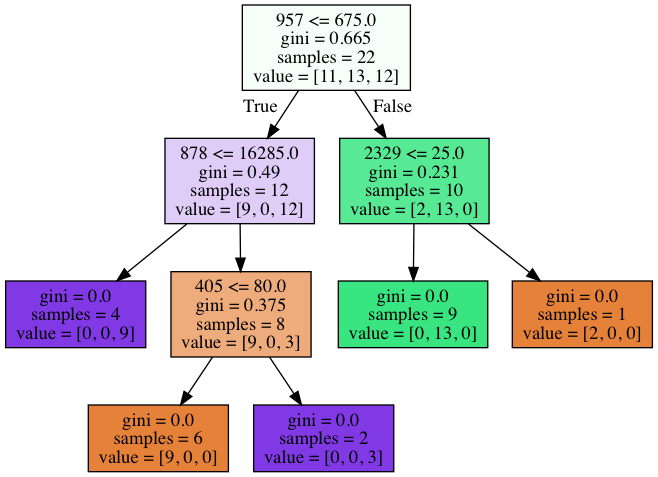 957 <= 675.0
gini = 0.665
samples = 22
value = [11, 13, 12]
True
False
878 <= 16285.0
gini = 0.49
samples = 12
value = [9, 0, 12]
2329 <= 25.0
gini = 0.231
samples = 10
value = [2, 13, 0]
gini = 0.0
samples = 4
value = [0, 0, 9]
405 <= 80.0
gini = 0.375
samples = 8
value = [9, 0, 3]
gini = 0.0
samples = 9
value = [0, 13, 0]
gini = 0.0
samples = 1
value = [2, 0, 0]
gini = 0.0
samples = 6
value = [9, 0, 0]
gini = 0.0
samples = 2
value = [0, 0, 3]